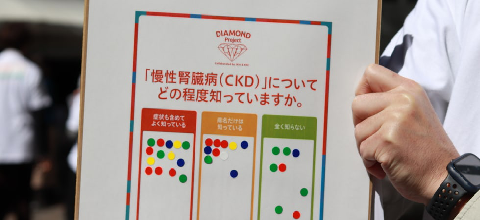 DIAMOND
Project
「慢性腎臓病(CKD)」について
どの程度知っていますか。
症状も含めて
よく知っている
病名だけは
知っている
全く知らない